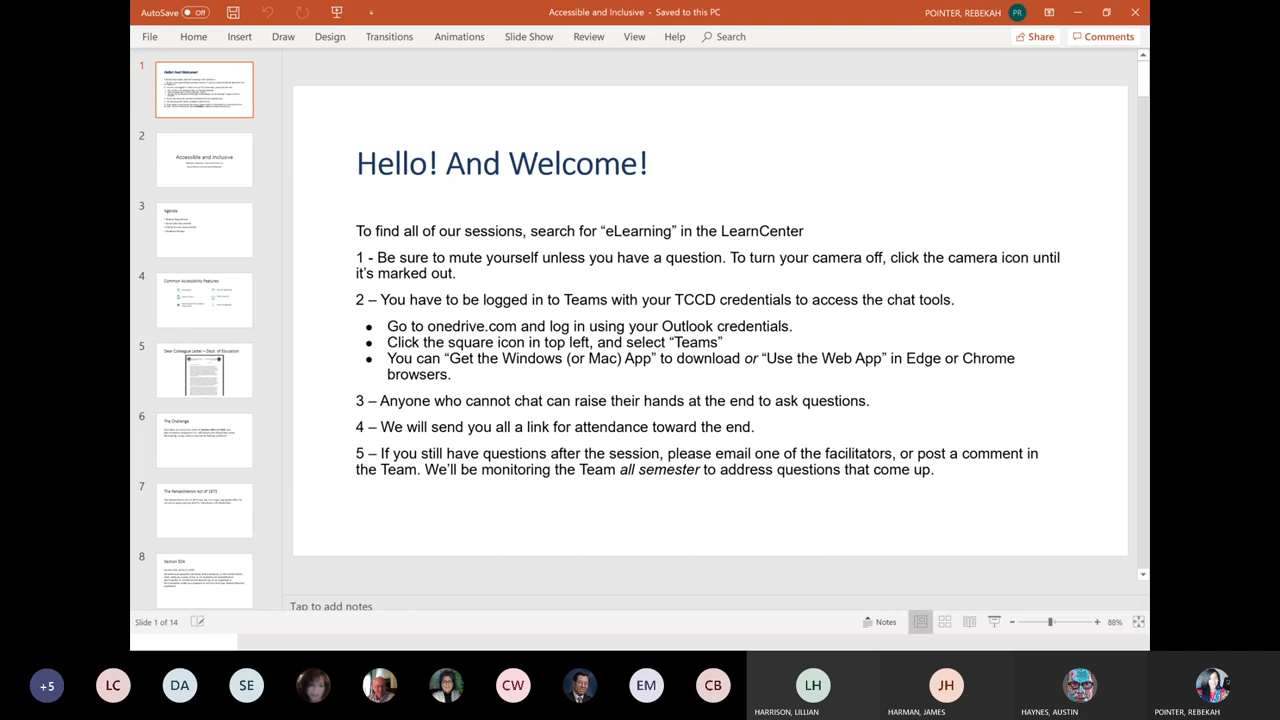 AutoSave Off
Accessible and Inclusive - Saved to this PC
POINTER, REBEKAH PR
File Home Insert Draw Design Transitions Animations Slide Show Review View Help Search Share Comments
1
Hello! And Welcome!
2
Accessible and Inclusive
3
Agenda
4
Common Accessibility Features
5
Dear Colleague Letter – Dept. of Education
6
The Challenge
7
The Rehabilitation Act of 1973
8
Section 504
Hello! And Welcome!
To find all of our sessions, search for “eLearning” in the LearnCenter
1 - Be sure to mute yourself unless you have a question. To turn your camera off, click the camera icon until
it’s marked out.
2 – You have to be logged in to Teams with your TCCD credentials to access the chat tools.
● Go to onedrive.com and log in using your Outlook credentials.
● Click the square icon in top left, and select “Teams”
● You can “Get the Windows (or Mac) App” to download or “Use the Web App” in Edge or Chrome
browsers.
3 – Anyone who cannot chat can raise their hands at the end to ask questions.
4 – We will send you all a link for attendance toward the end.
5 – If you still have questions after the session, please email one of the facilitators, or post a comment in
the Team. We’ll be monitoring the Team all semester to address questions that come up.
Tap to add notes
Slide 1 of 14
Notes
88%
+5 LC DA SE CW EM CB LH JH
HARRISON, LILLIAN HARMAN, JAMES HAYNES, AUSTIN POINTER, REBEKAH